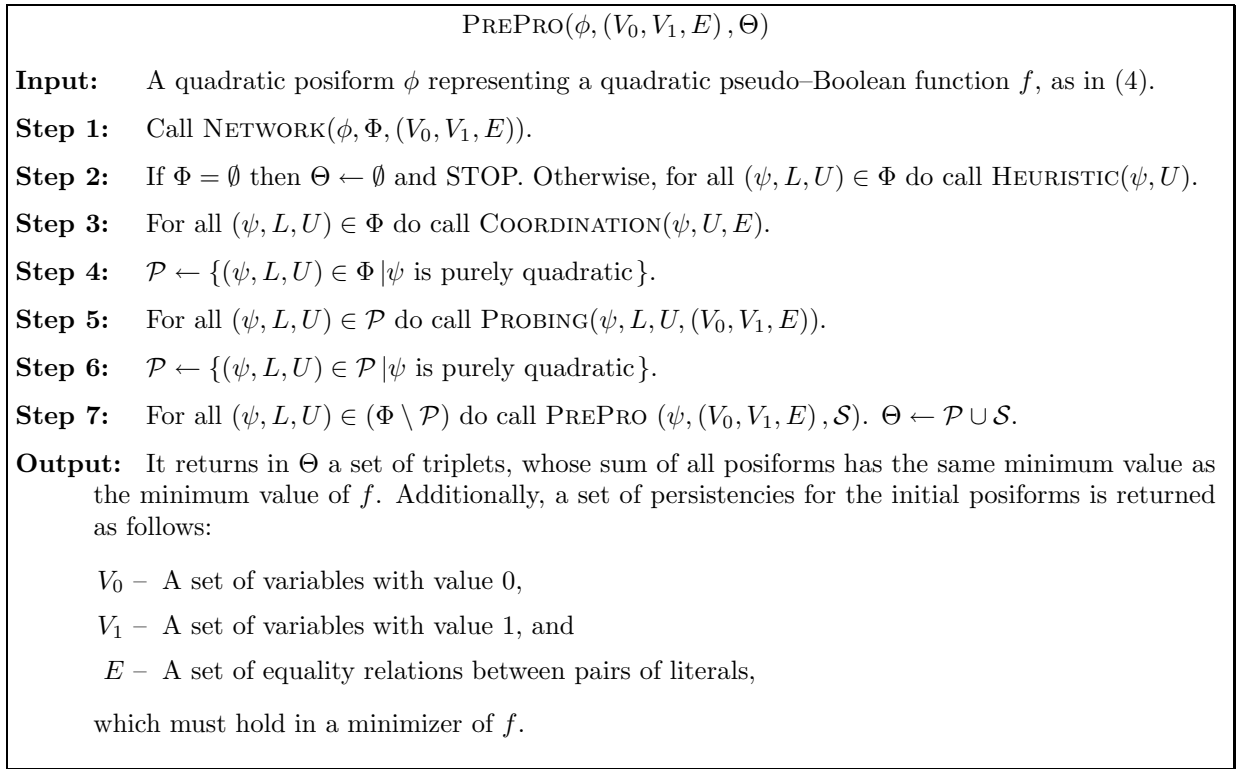 PREPRO(ϕ, (V₀, V₁, E) , Θ)
Input: A quadratic posiform ϕ representing a quadratic pseudo–Boolean function f, as in (4).
Step 1: Call NETWORK(ϕ, Φ, (V₀, V₁, E)).
Step 2: If Φ = ∅ then Θ ← ∅ and STOP. Otherwise, for all (ψ, L, U) ∈ Φ do call HEURISTIC(ψ, U).
Step 3: For all (ψ, L, U) ∈ Φ do call COORDINATION(ψ, U, E).
Step 4: 𝒫 ← {(ψ, L, U) ∈ Φ |ψ is purely quadratic}.
Step 5: For all (ψ, L, U) ∈ 𝒫 do call PROBING(ψ, L, U, (V₀, V₁, E)).
Step 6: 𝒫 ← {(ψ, L, U) ∈ 𝒫 |ψ is purely quadratic}.
Step 7: For all (ψ, L, U) ∈ (Φ \ 𝒫) do call PREPRO (ψ, (V₀, V₁, E) , 𝒮). Θ ← 𝒫 ∪ 𝒮.
Output: It returns in Θ a set of triplets, whose sum of all posiforms has the same minimum value as
the minimum value of f. Additionally, a set of persistencies for the initial posiforms is returned
as follows:
V₀ – A set of variables with value 0,
V₁ – A set of variables with value 1, and
E – A set of equality relations between pairs of literals,
which must hold in a minimizer of f.